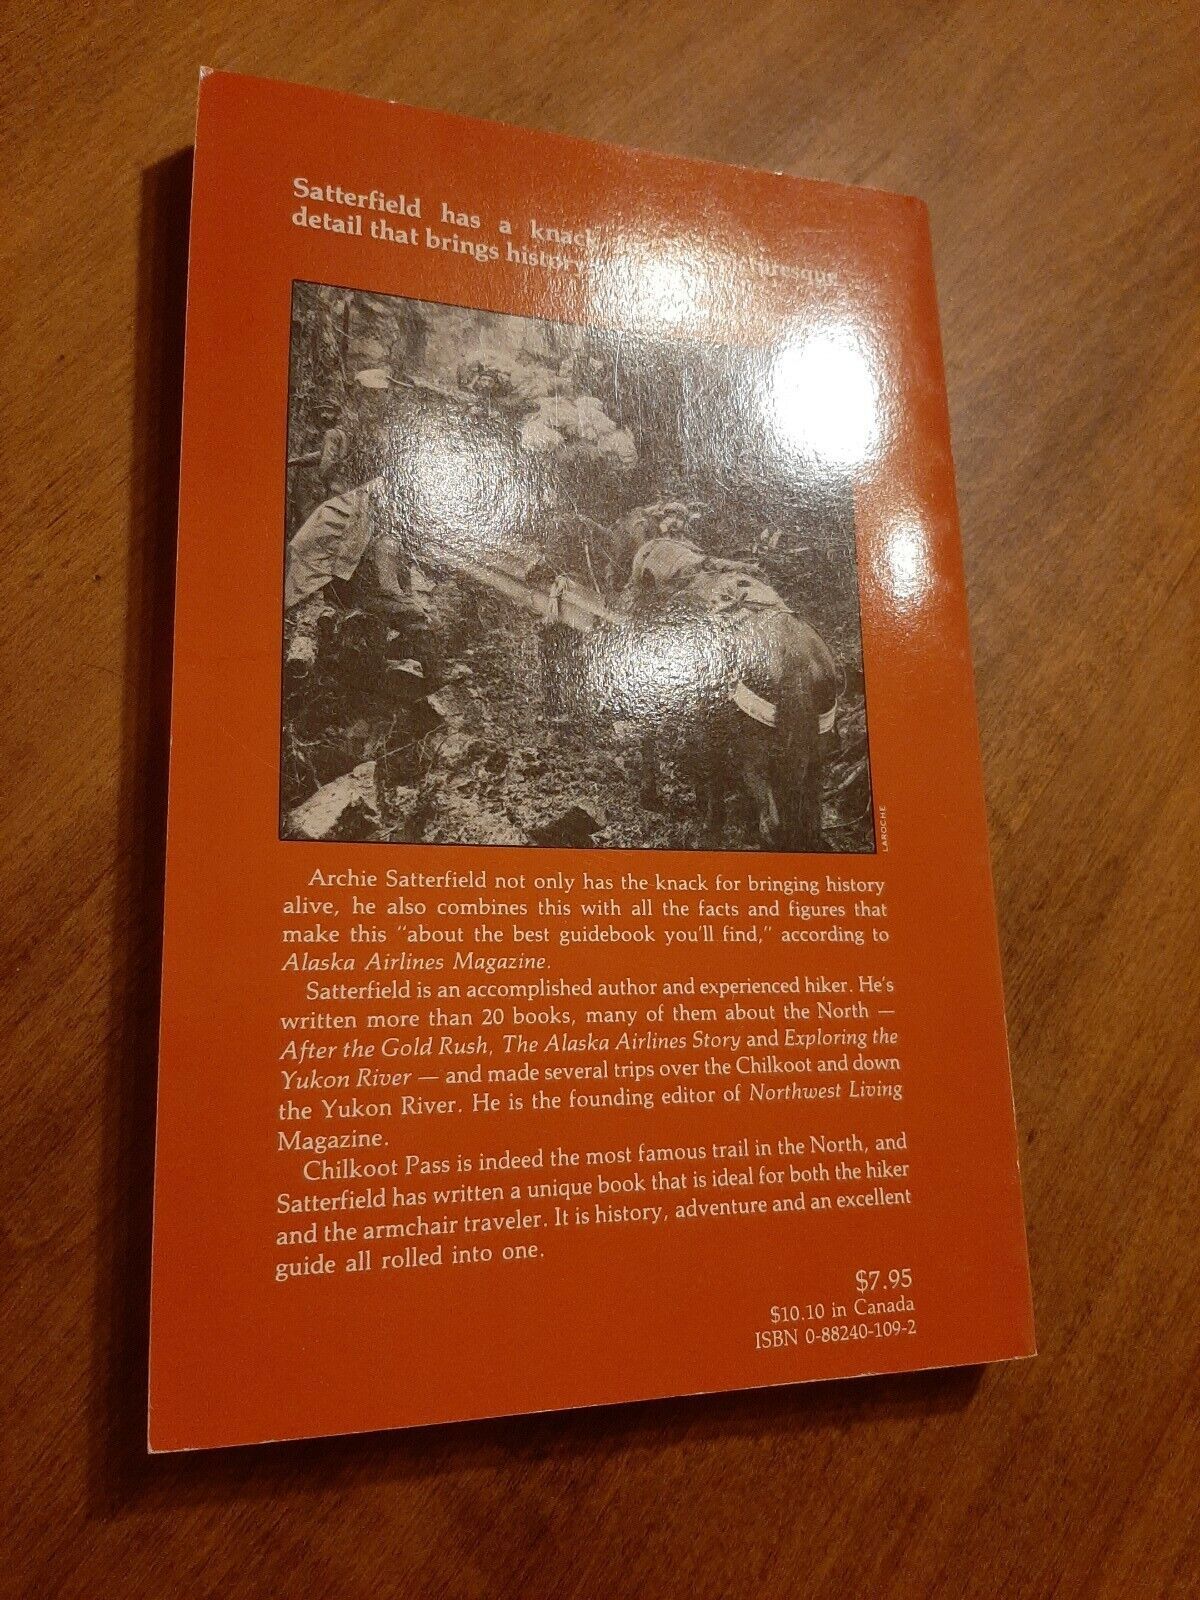 Satterfield has a knack
detail that brings history
LAROCHE
Archie Satterfield not only has the knack for bringing history
alive, he also combines this with all the facts and figures that
make this "about the best guidebook you'll find," according to
Alaska Airlines Magazine.
Satterfield is an accomplished author and experienced hiker. He's
written more than 20 books, many of them about the North —
After the Gold Rush, The Alaska Airlines Story and Exploring the
Yukon River — and made several trips over the Chilkoot and down
the Yukon River. He is the founding editor of Northwest Living
Magazine.
Chilkoot Pass is indeed the most famous trail in the North, and
Satterfield has written a unique book that is ideal for both the hiker
and the armchair traveler. It is history, adventure and an excellent
guide all rolled into one.
$7.95
$10.10 in Canada
ISBN 0-88240-109-2